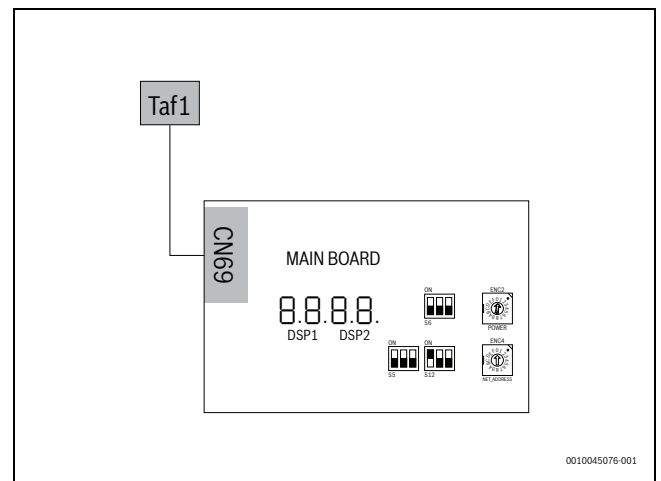 Taf1
CN69
MAIN BOARD
8.8.8.8.
DSP1 DSP2
ON
S6
ENC2
POWER
ON
S5
ON
S12
ENC4
NET_ADDRESS
0010045076-001